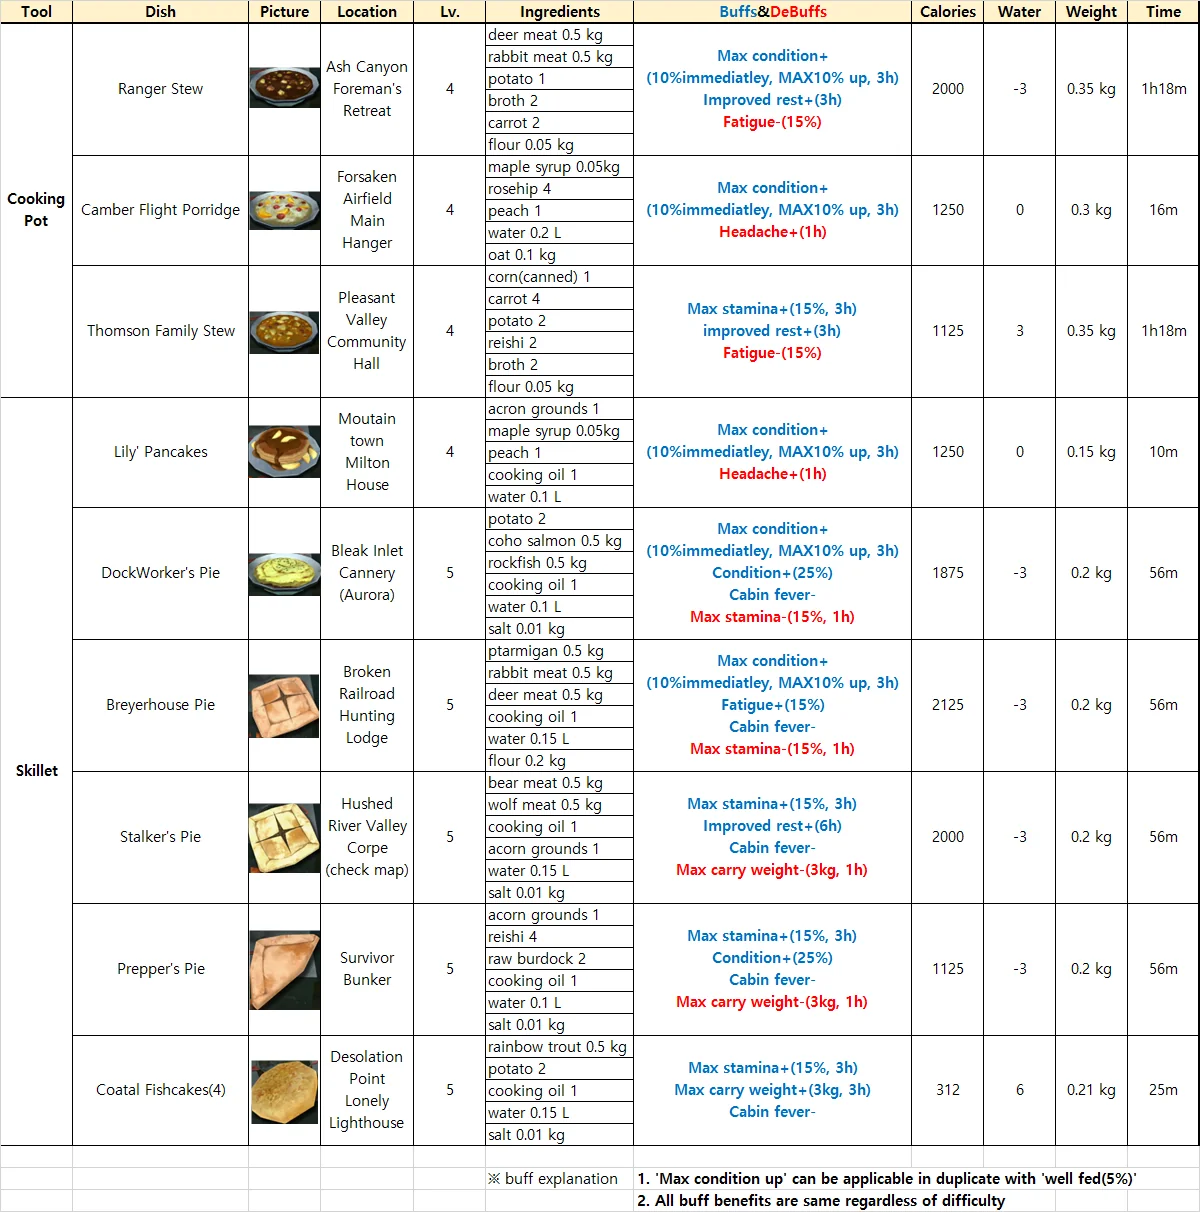 Tool Dish Picture Location Lv. Ingredients Buffs&DeBuffs Calories Water Weight Time
Cooking
Pot
Ranger Stew
Ash Canyon
Foreman's
Retreat
4
deer meat 0.5 kg
rabbit meat 0.5 kg
potato 1
broth 2
carrot 2
flour 0.05 kg
Max condition+
(10%immediatley, MAX10% up, 3h)
Improved rest+(3h)
Fatigue-(15%)
2000
-3
0.35 kg
1h18m
Camber Flight Porridge
Forsaken
Airfield
Main
Hanger
4
maple syrup 0.05kg
rosehip 4
peach 1
water 0.2 L
oat 0.1 kg
Max condition+
(10%immediatley, MAX10% up, 3h)
Headache+(1h)
1250
0
0.3 kg
16m
Thomson Family Stew
Pleasant
Valley
Community
Hall
4
corn(canned) 1
carrot 4
potato 2
reishi 2
broth 2
flour 0.05 kg
Max stamina+(15%, 3h)
improved rest+(3h)
Fatigue-(15%)
1125
3
0.35 kg
1h18m
Skillet
Lily' Pancakes
Moutain
town
Milton
House
4
acron grounds 1
maple syrup 0.05kg
peach 1
cooking oil 1
water 0.1 L
Max condition+
(10%immediatley, MAX10% up, 3h)
Headache+(1h)
1250
0
0.15 kg
10m
DockWorker's Pie
Bleak Inlet
Cannery
(Aurora)
5
potato 2
coho salmon 0.5 kg
rockfish 0.5 kg
cooking oil 1
water 0.1 L
salt 0.01 kg
Max condition+
(10%immediatley, MAX10% up, 3h)
Condition+(25%)
Cabin fever-
Max stamina-(15%, 1h)
1875
-3
0.2 kg
56m
Breyerhouse Pie
Broken
Railroad
Hunting
Lodge
5
ptarmigan 0.5 kg
rabbit meat 0.5 kg
deer meat 0.5 kg
cooking oil 1
water 0.15 L
flour 0.2 kg
Max condition+
(10%immediatley, MAX10% up, 3h)
Fatigue+(15%)
Cabin fever-
Max stamina-(15%, 1h)
2125
-3
0.2 kg
56m
Stalker's Pie
Hushed
River Valley
Corpe
(check map)
5
bear meat 0.5 kg
wolf meat 0.5 kg
cooking oil 1
acorn grounds 1
water 0.15 L
salt 0.01 kg
Max stamina+(15%, 3h)
Improved rest+(6h)
Cabin fever-
Max carry weight-(3kg, 1h)
2000
-3
0.2 kg
56m
Prepper's Pie
Survivor
Bunker
5
acorn grounds 1
reishi 4
raw burdock 2
cooking oil 1
water 0.1 L
salt 0.01 kg
Max stamina+(15%, 3h)
Condition+(25%)
Cabin fever-
Max carry weight-(3kg, 1h)
1125
-3
0.2 kg
56m
Coatal Fishcakes(4)
Desolation
Point
Lonely
Lighthouse
5
rainbow trout 0.5 kg
potato 2
cooking oil 1
water 0.15 L
salt 0.01 kg
Max stamina+(15%, 3h)
Max carry weight+(3kg, 3h)
Cabin fever-
312
6
0.21 kg
25m
※ buff explanation
1. 'Max condition up' can be applicable in duplicate with 'well fed(5%)'
2. All buff benefits are same regardless of difficulty